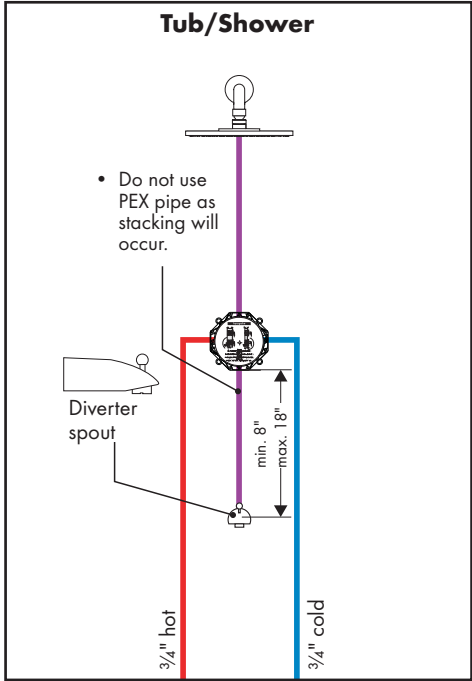 Tub/Shower
• Do not use
PEX pipe as
stacking will
occur.
Diverter
spout
min. 8"
max. 18"
3/4" hot
3/4" cold